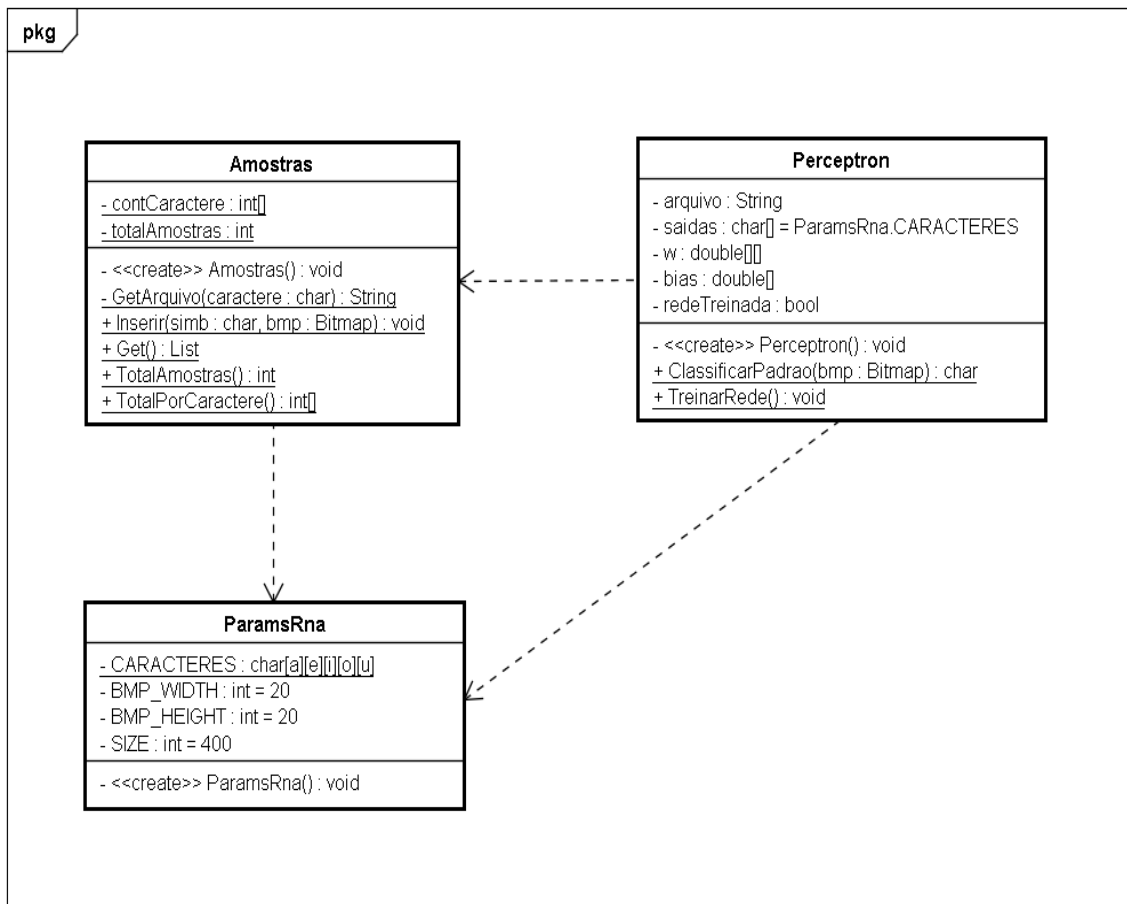 pkg
Amostras
- contCaractere : int[]
- totalAmostras : int
- <<create>> Amostras() : void
- GetArquivo(caractere : char) : String
+ Inserir(simb : char, bmp : Bitmap) : void
+ Get() : List
+ TotalAmostras() : int
+ TotalPorCaractere() : int[]
Perceptron
- arquivo : String
- saidas : char[] = ParamsRna.CARACTERES
- w : double[][]
- bias : double[]
- redeTreinada : bool
- <<create>> Perceptron() : void
+ ClassificarPadrao(bmp : Bitmap) : char
+ TreinarRede() : void
ParamsRna
- CARACTERES : char[a][e][i][o][u]
- BMP_WIDTH : int = 20
- BMP_HEIGHT : int = 20
- SIZE : int = 400
- <<create>> ParamsRna() : void